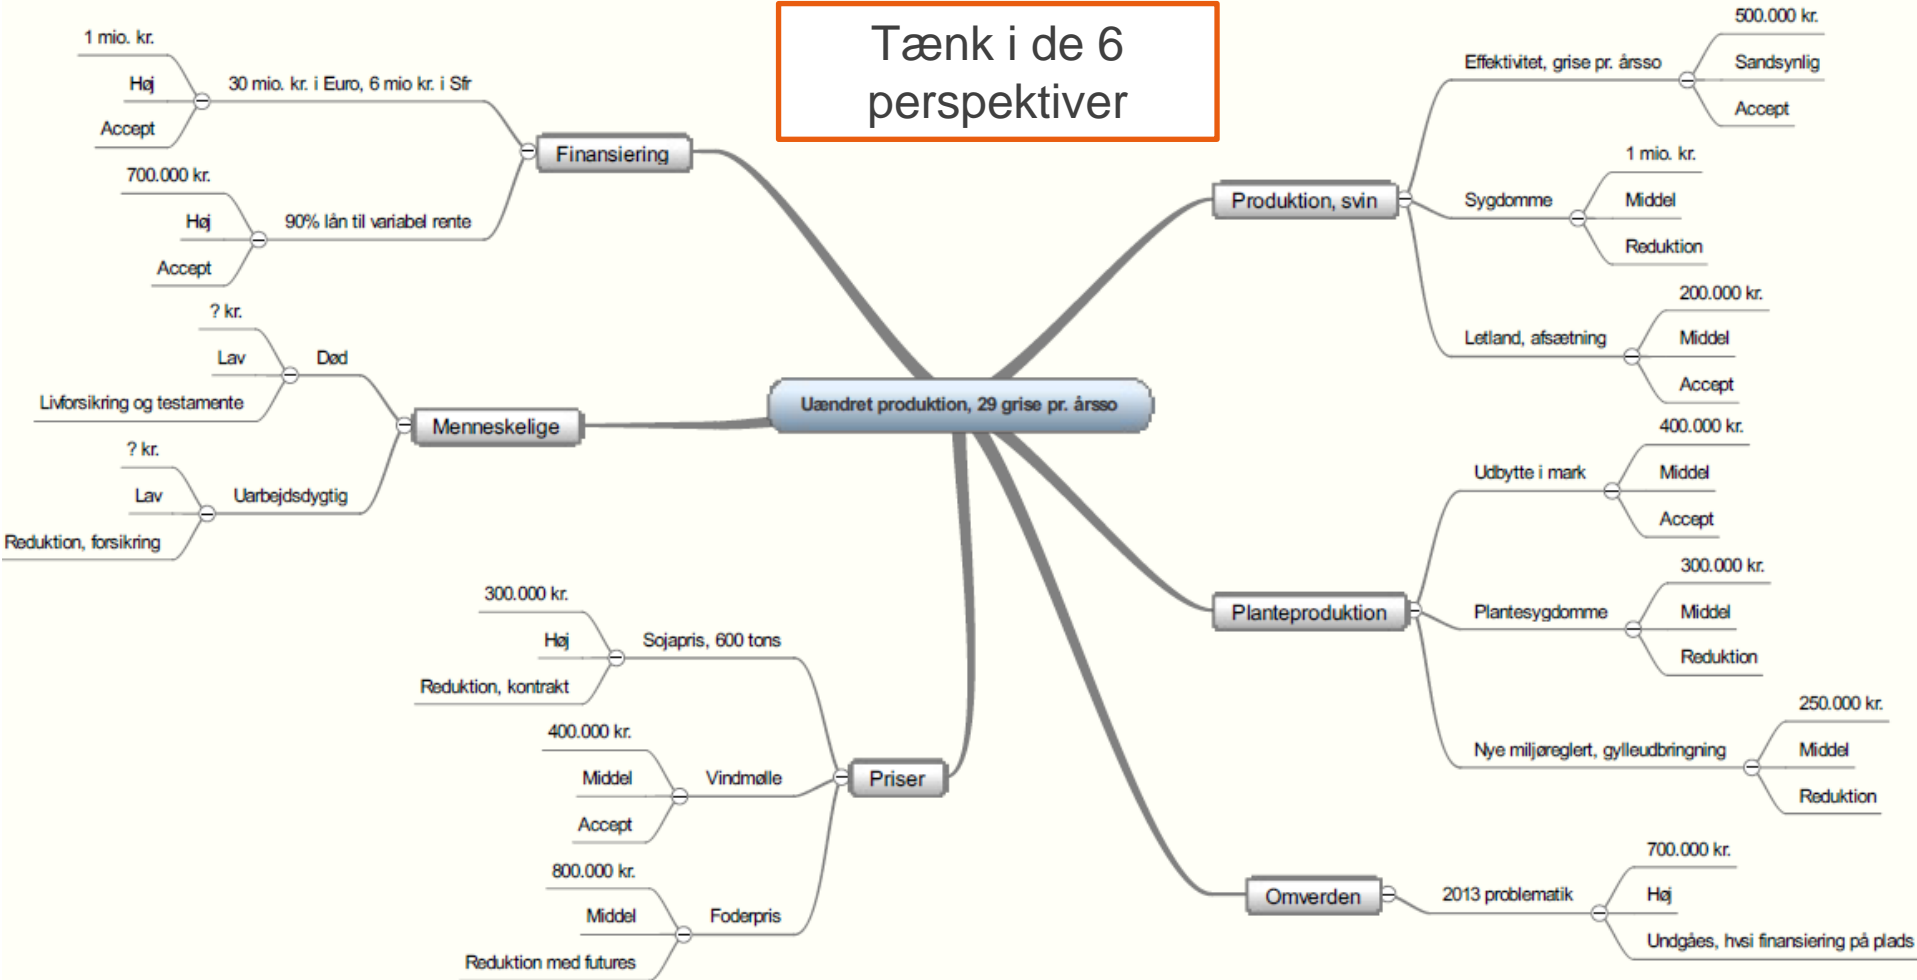 Tænk i de 6
perspektiver
Uændret produktion, 29 grise pr. årsso
Finansiering
30 mio. kr. i Euro, 6 mio kr. i Sfr
1 mio. kr.
Høj
Accept
90% lån til variabel rente
700.000 kr.
Høj
Accept
Menneskelige
Død
? kr.
Lav
Livforsikring og testamente
Uarbejdsdygtig
? kr.
Lav
Reduktion, forsikring
Priser
Sojapris, 600 tons
300.000 kr.
Høj
Reduktion, kontrakt
Vindmølle
400.000 kr.
Middel
Accept
Foderpris
800.000 kr.
Middel
Reduktion med futures
Produktion, svin
Effektivitet, grise pr. årsso
500.000 kr.
Sandsynlig
Accept
Sygdomme
1 mio. kr.
Middel
Reduktion
Letland, afsætning
200.000 kr.
Middel
Accept
Planteproduktion
Udbytte i mark
400.000 kr.
Middel
Accept
Plantesygdomme
300.000 kr.
Middel
Reduktion
Nye miljøreglert, gylleudbringning
250.000 kr.
Middel
Reduktion
Omverden
2013 problematik
700.000 kr.
Høj
Undgåes, hvsi finansiering på plads